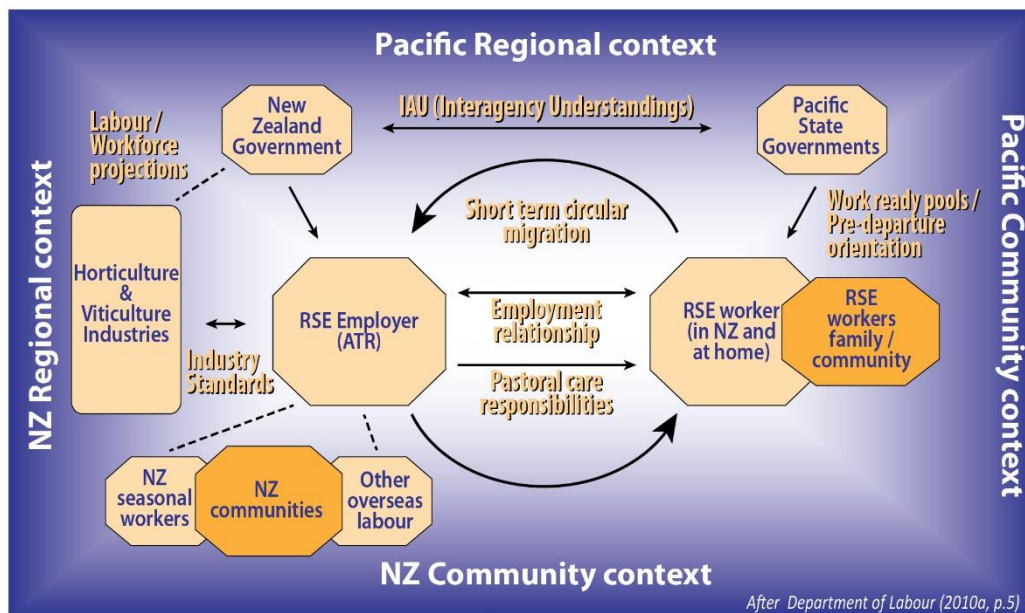 Pacific Regional context
New
Zealand
Government
IAU (Interagency Understandings)
Pacific
State
Governments
Labour /
Workforce
projections
Short term circular
migration
Work ready pools /
Pre-departure
orientation
NZ Regional context
Pacific Community context
Horticulture
&
Viticulture
Industries
Industry
Standards
RSE Employer
(ATR)
Employment
relationship
Pastoral care
responsibilities
RSE worker
(in NZ and
at home)
RSE
workers
family /
community
NZ
seasonal
workers
NZ
communities
Other
overseas
labour
NZ Community context
After Department of Labour (2010a, p.5)